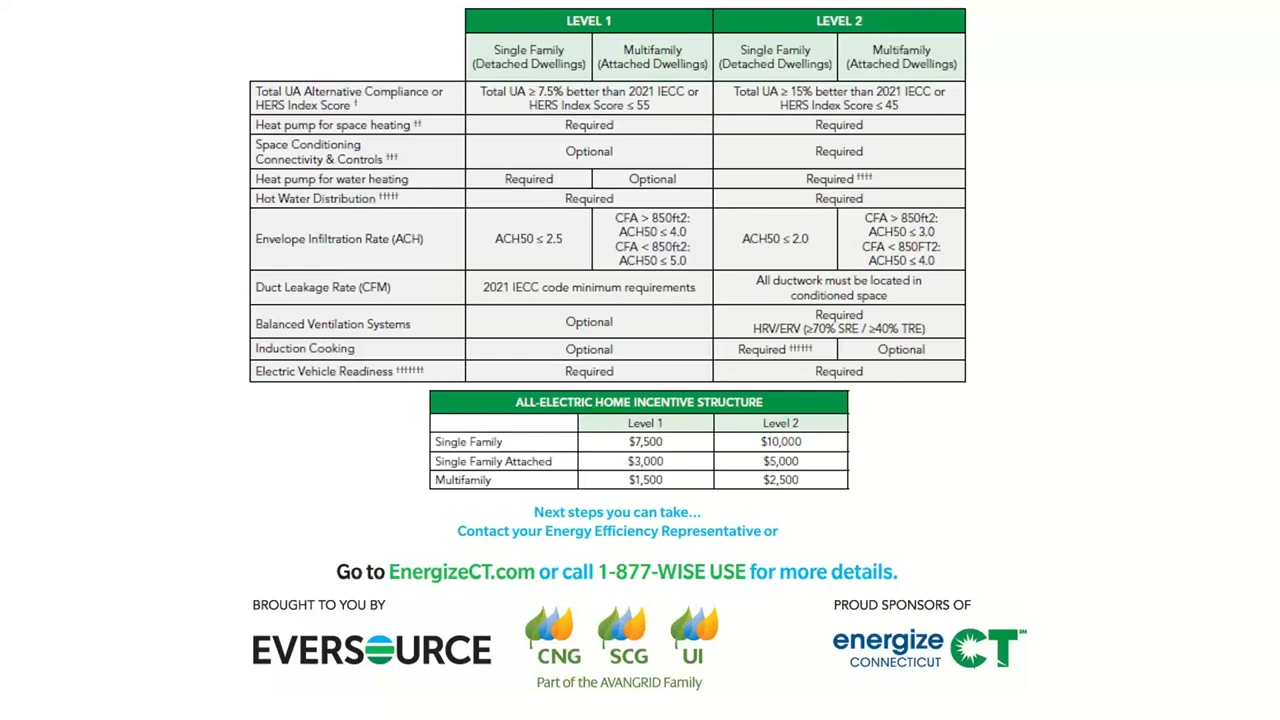 LEVEL 1 LEVEL 2
Single Family Multifamily Single Family Multifamily
(Detached Dwellings) (Attached Dwellings) (Detached Dwellings) (Attached Dwellings)
Total UA Alternative Compliance or Total UA ≥ 7.5% better than 2021 IECC or Total UA ≥ 15% better than 2021 IECC or
HERS Index Score † HERS Index Score ≤ 55 HERS Index Score ≤ 45
Heat pump for space heating †† Required Required
Space Conditioning
Connectivity & Controls ††† Optional Required
Heat pump for water heating Required Optional Required ††††
Hot Water Distribution ††††† Required Required
CFA > 850ft2: CFA > 850ft2:
ACH50 ≤ 4.0 ACH50 ≤ 3.0
Envelope Infiltration Rate (ACH) ACH50 ≤ 2.5 ACH50 ≤ 2.0
CFA < 850ft2: CFA < 850FT2:
ACH50 ≤ 5.0 ACH50 ≤ 4.0
Duct Leakage Rate (CFM) 2021 IECC code minimum requirements All ductwork must be located in
conditioned space
Balanced Ventilation Systems Optional Required
HRV/ERV (≥70% SRE / ≥40% TRE)
Induction Cooking Optional Required †††††† Optional
Electric Vehicle Readiness ††††††† Required Required
ALL-ELECTRIC HOME INCENTIVE STRUCTURE
Level 1 Level 2
Single Family $7,500 $10,000
Single Family Attached $3,000 $5,000
Multifamily $1,500 $2,500
Next steps you can take...
Contact your Energy Efficiency Representative or
Go to EnergizeCT.com or call 1-877-WISE USE for more details.
BROUGHT TO YOU BY PROUD SPONSORS OF
EVERSOURCE CNG SCG UI energize CT℠
CONNECTICUT
Part of the AVANGRID Family